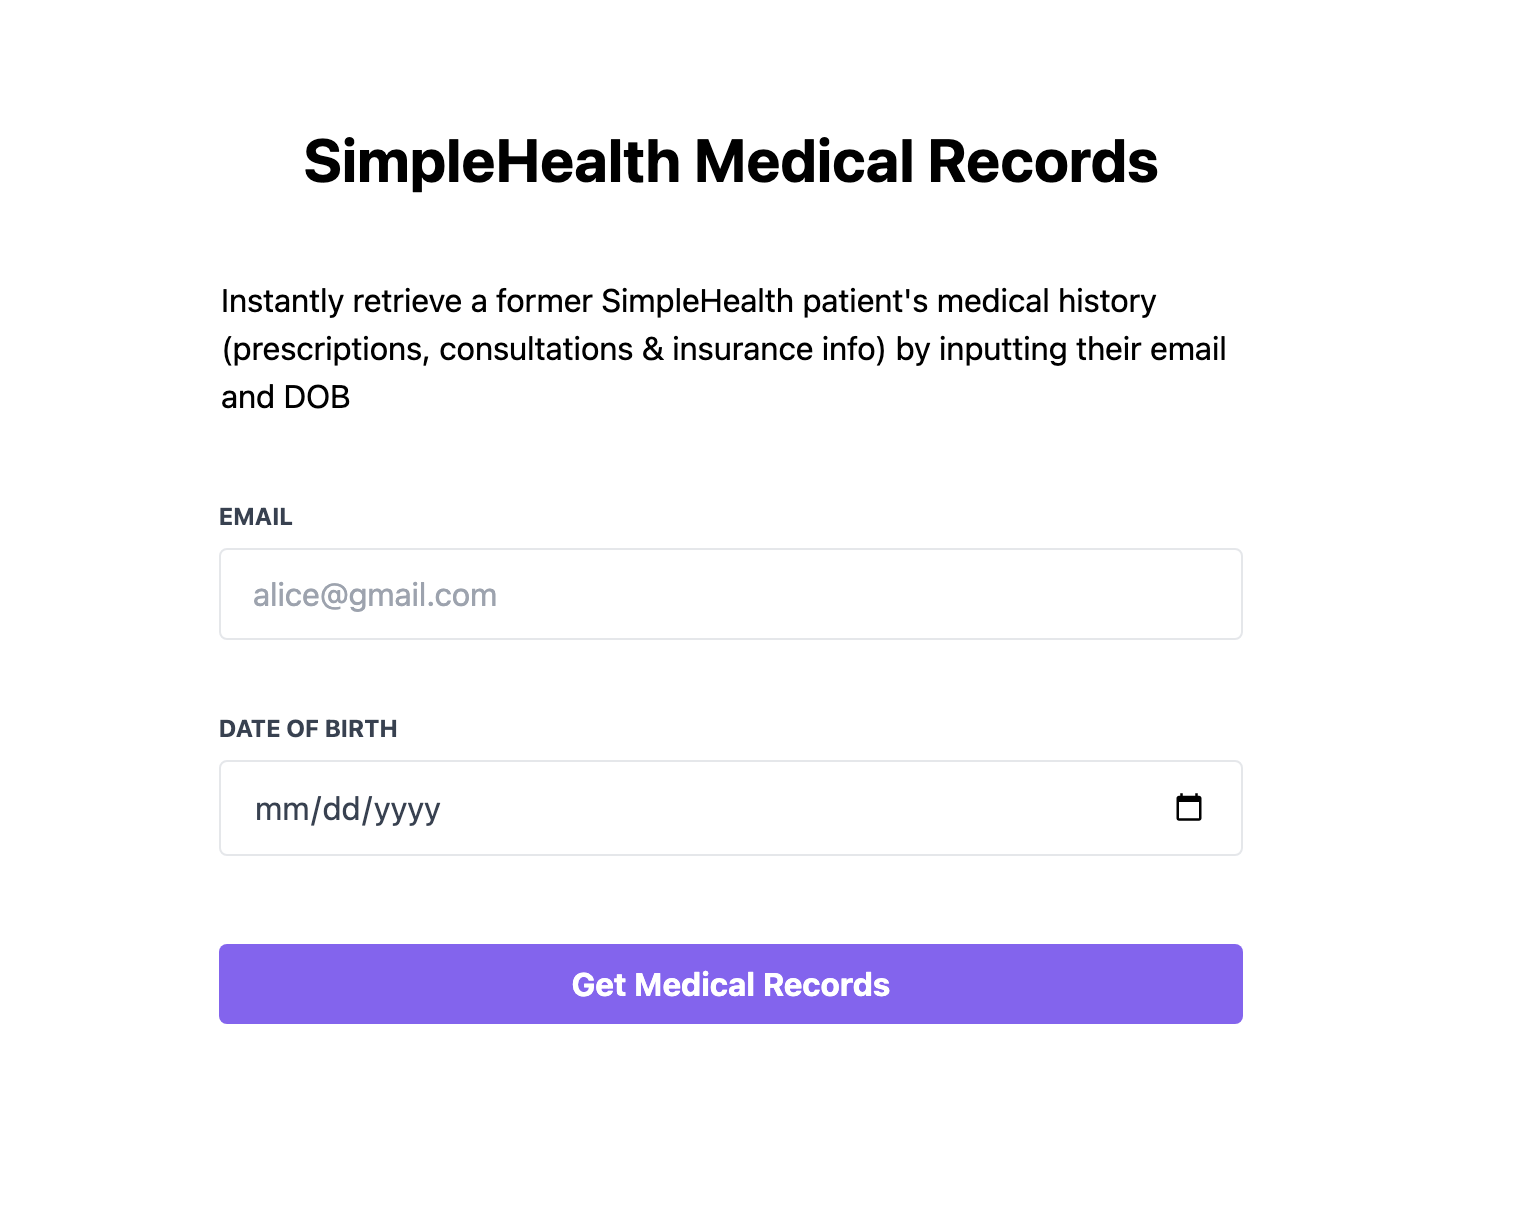 SimpleHealth Medical Records
Instantly retrieve a former SimpleHealth patient's medical history
(prescriptions, consultations & insurance info) by inputting their email
and DOB
EMAIL
alice@gmail.com
DATE OF BIRTH
mm/dd/yyyy
Get Medical Records